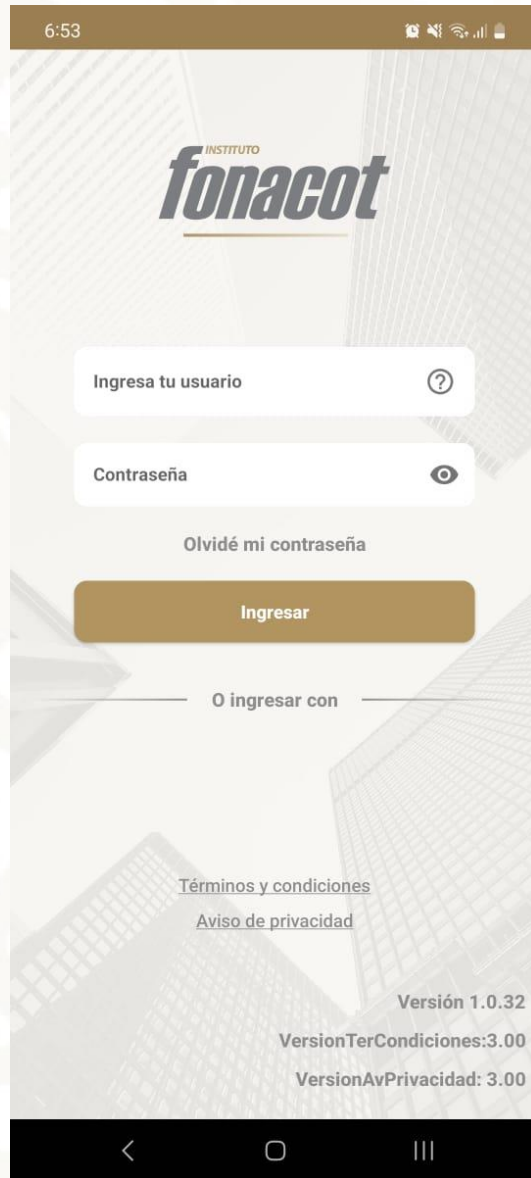 6:53
INSTITUTO
fonacot
Ingresa tu usuario
Contraseña
Olvidé mi contraseña
Ingresar
O ingresar con
Términos y condiciones
Aviso de privacidad
Versión 1.0.32
VersionTerCondiciones:3.00
VersionAvPrivacidad: 3.00